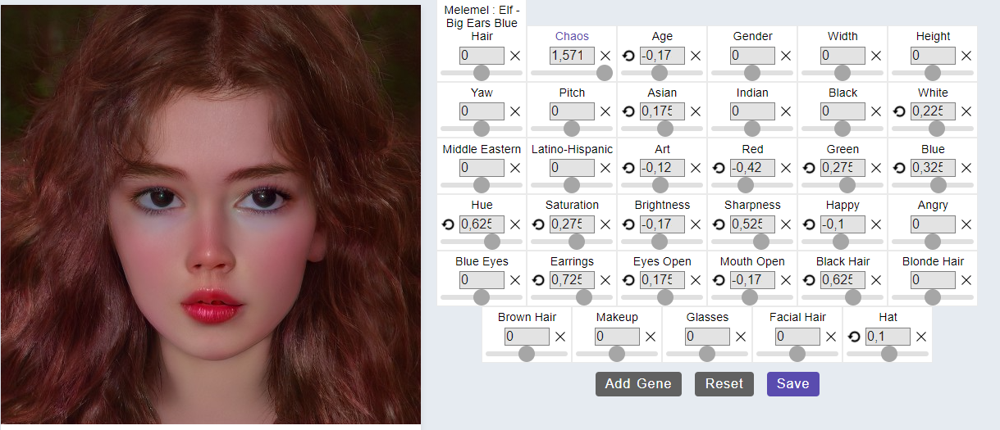 Melemel : Elf -
Big Ears Blue
Hair Chaos Age Gender Width Height
0 1,571 -0,17 0 0 0
Yaw Pitch Asian Indian Black White
0 0 0,175 0 0 0,225
Middle Eastern Latino-Hispanic Art Red Green Blue
0 0 -0,12 -0,42 0,275 0,325
Hue Saturation Brightness Sharpness Happy Angry
0,625 0,275 -0,17 0,525 -0,1 0
Blue Eyes Earrings Eyes Open Mouth Open Black Hair Blonde Hair
0 0,725 0,175 -0,17 0,625 0
Brown Hair Makeup Glasses Facial Hair Hat
0 0 0 0 0,1
Add Gene Reset Save